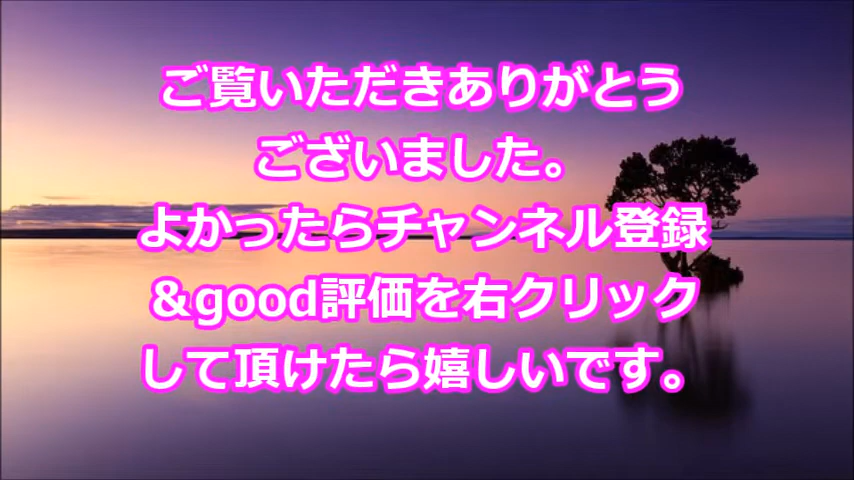 ご覧いただきありがとう
ございました。
よかったらチャンネル登録
＆good評価を右クリック
して頂けたら嬉しいです。